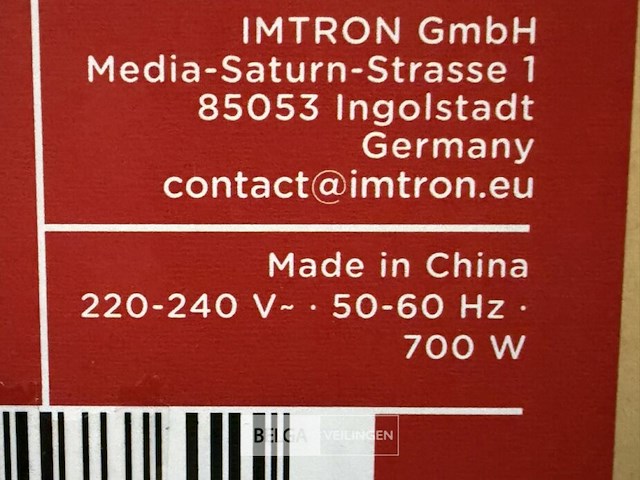 IMTRON GmbH
Media-Saturn-Strasse 1
85053 Ingolstadt
Germany
contact@imtron.eu
Made in China
220-240 V~ · 50-60 Hz ·
700 W
BELGA VEILINGEN